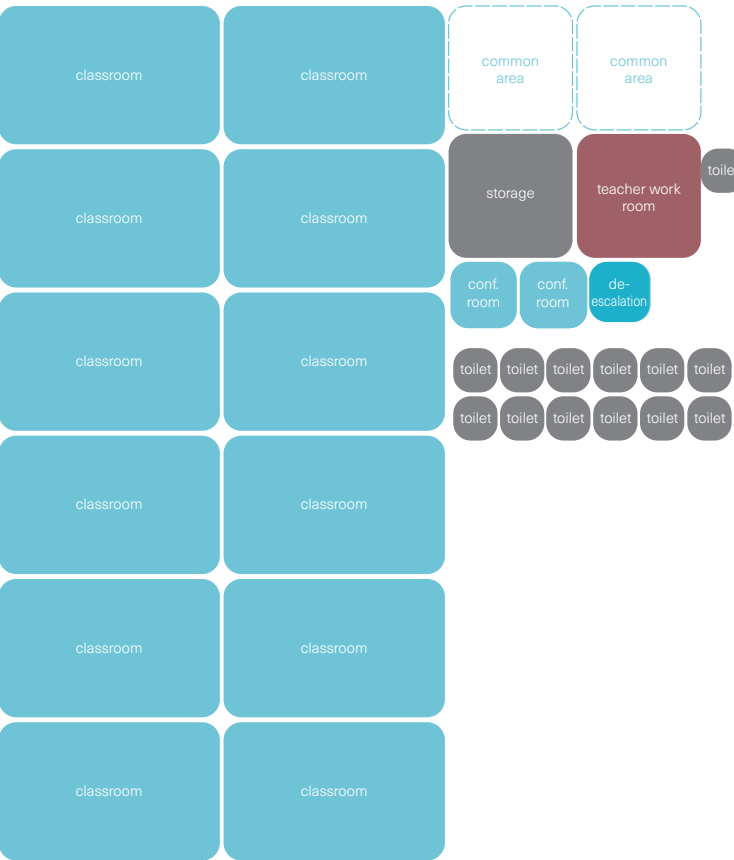 classroom
classroom
common
area
common
area
storage
teacher work
room
toile
classroom
classroom
conf.
room
conf.
room
de-
escalation
classroom
classroom
toilet
toilet
toilet
toilet
toilet
toilet
toilet
toilet
toilet
toilet
toilet
toilet
classroom
classroom
classroom
classroom
classroom
classroom